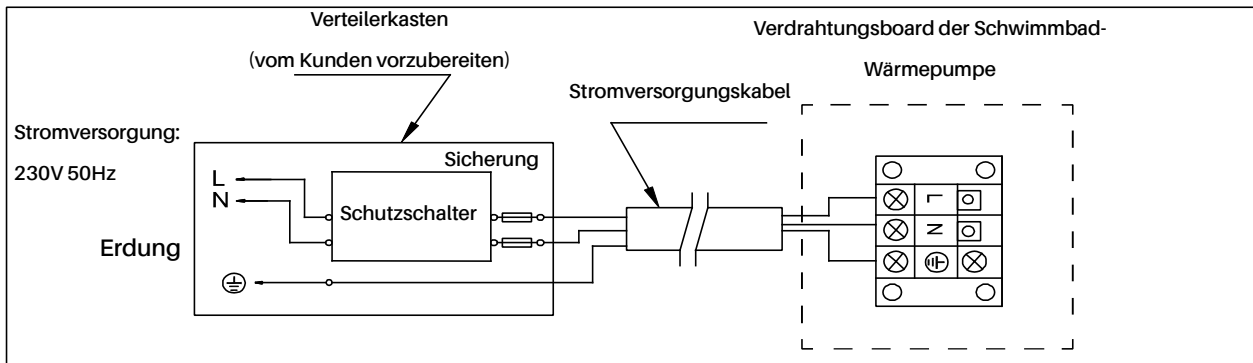 Verteilerkasten
(vom Kunden vorzubereiten)
Verdrahtungsboard der Schwimmbad-
Wärmepumpe
Stromversorgungskabel
Stromversorgung:
230V 50Hz
Sicherung
L
N
Schutzschalter
Erdung
L
N